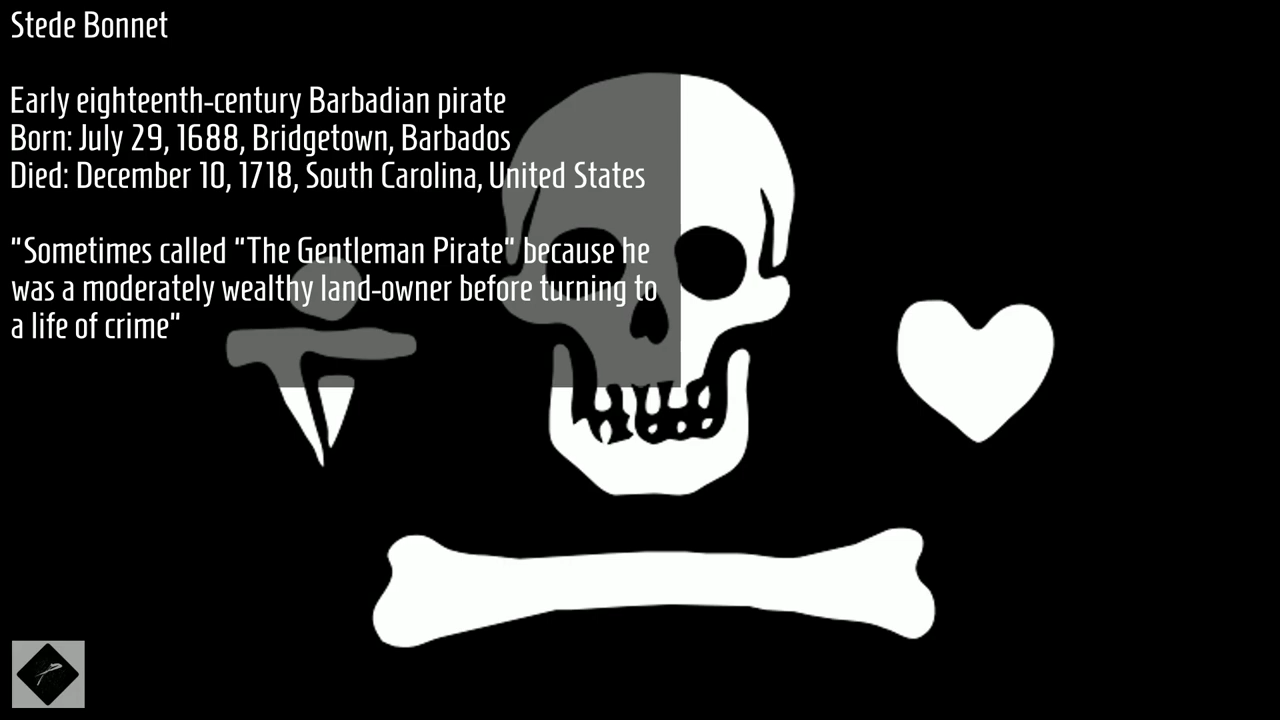 Stede Bonnet
Early eighteenth-century Barbadian pirate
Born: July 29, 1688, Bridgetown, Barbados
Died: December 10, 1718, South Carolina, United States
"Sometimes called "The Gentleman Pirate" because he
was a moderately wealthy land-owner before turning to
a life of crime"